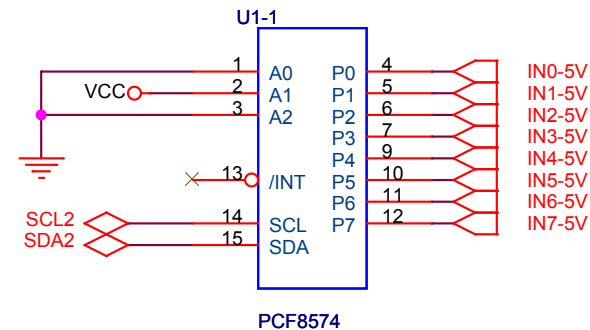 U1-1
1 A0 P0 4 IN0-5V
VCC 2 A1 P1 5 IN1-5V
3 A2 P2 6 IN2-5V
P3 7 IN3-5V
P4 9 IN4-5V
13 /INT P5 10 IN5-5V
P6 11 IN6-5V
SCL2 14 SCL P7 12 IN7-5V
SDA2 15 SDA
PCF8574